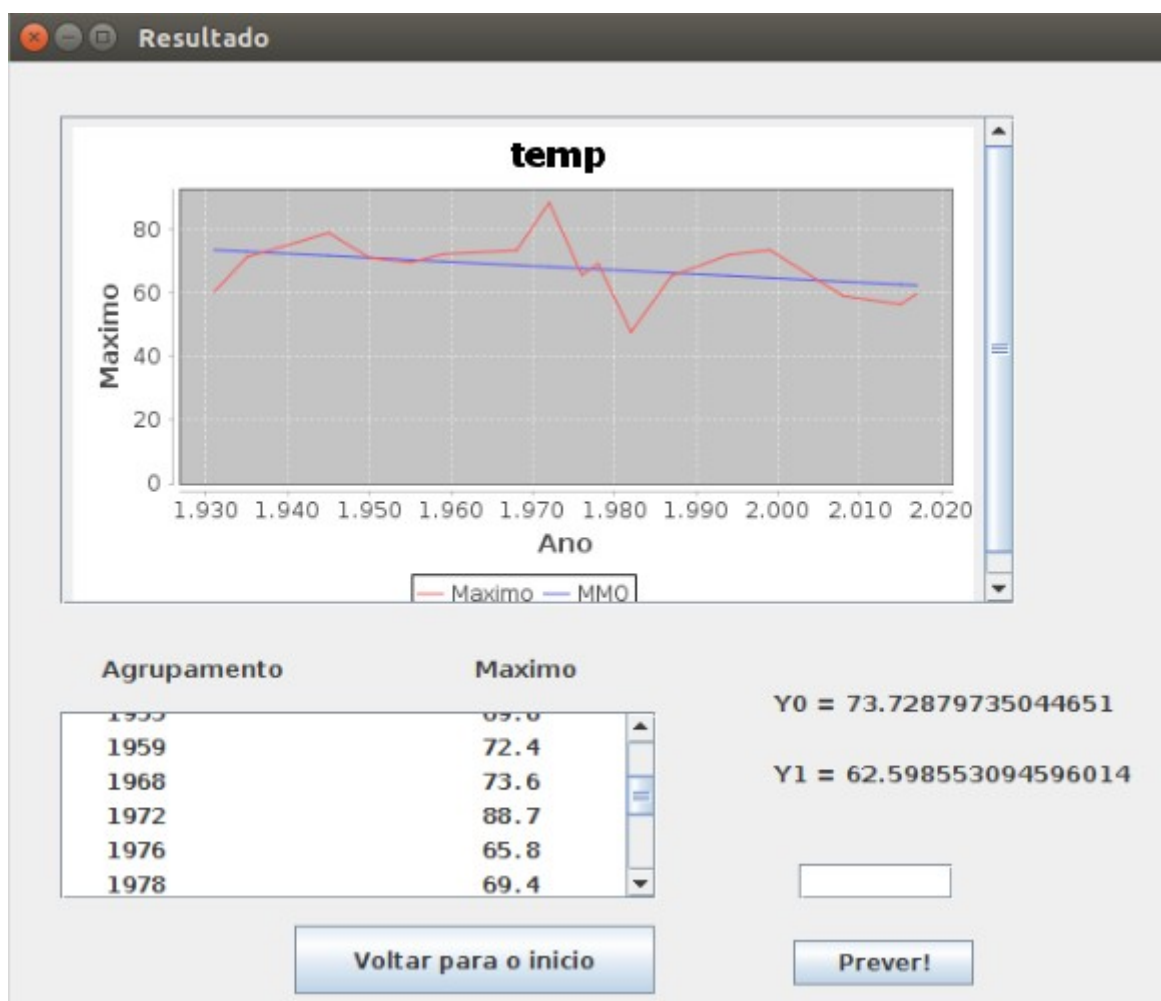 Resultado
temp
Maximo
80
60
40
20
0
1.930 1.940 1.950 1.960 1.970 1.980 1.990 2.000 2.010 2.020
Ano
Maximo MMO
Agrupamento Maximo
1959 72.4
1968 73.6
1972 88.7
1976 65.8
1978 69.4
Y0 = 73.72879735044651
Y1 = 62.598553094596014
Voltar para o inicio
Prever!